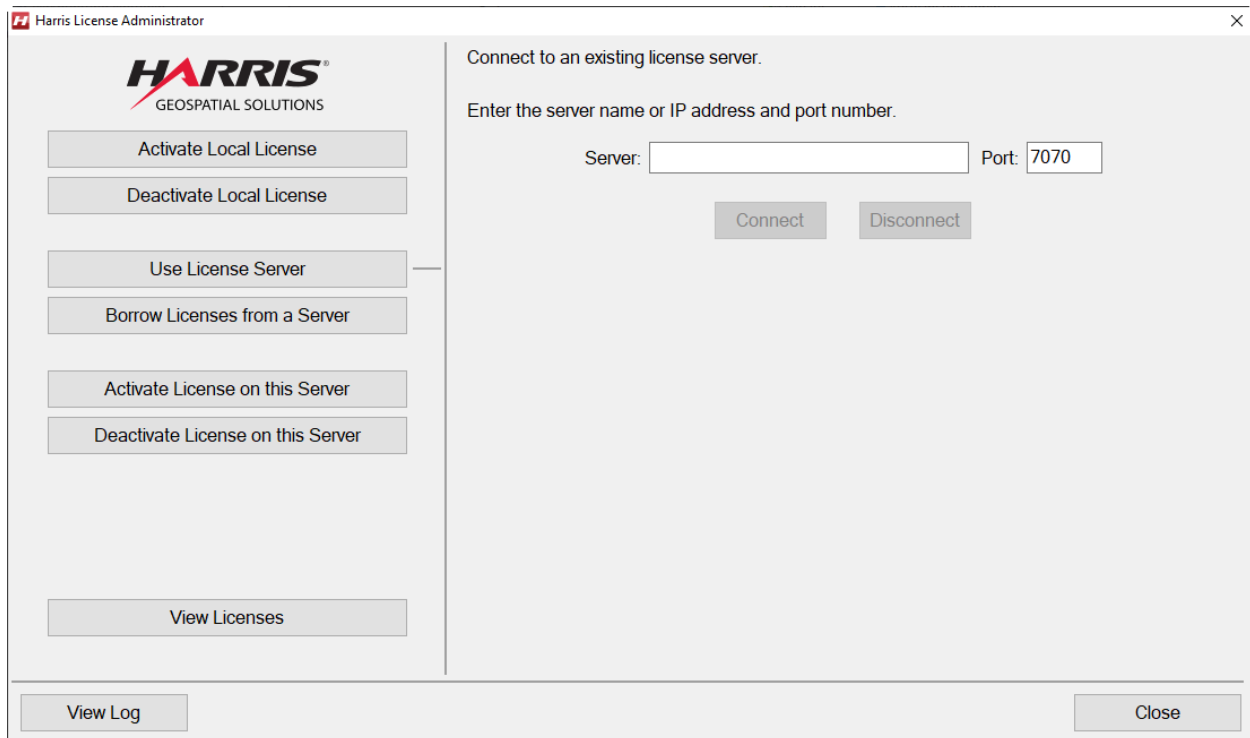 Harris License Administrator
HARRIS®
GEOSPATIAL SOLUTIONS
Activate Local License
Deactivate Local License
Use License Server
Borrow Licenses from a Server
Activate License on this Server
Deactivate License on this Server
View Licenses
Connect to an existing license server.
Enter the server name or IP address and port number.
Server: Port: 7070
Connect Disconnect
View Log Close